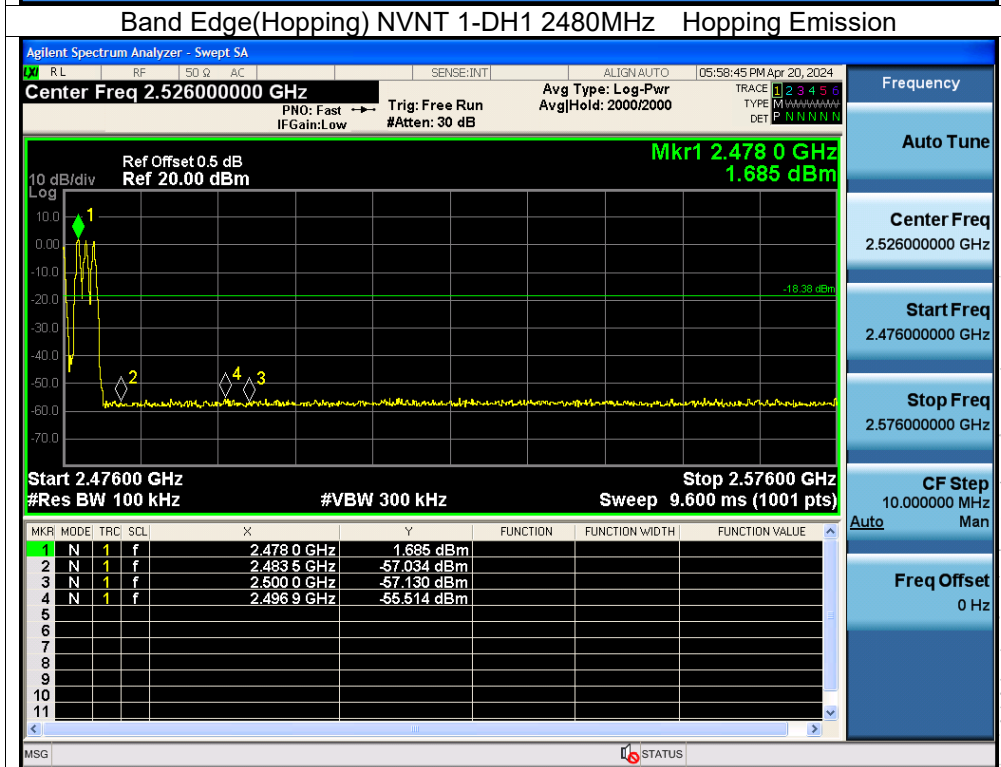 Band Edge(Hopping) NVNT 1-DH1 2480MHz Hopping Emission
Agilent Spectrum Analyzer - Swept SA
LXI RL RF 50 Ω AC SENSE:INT ALIGN AUTO 05:58:45 PM Apr 20, 2024
Center Freq 2.526000000 GHz
PNO: Fast
IFGain:Low
Trig: Free Run
#Atten: 30 dB
Avg Type: Log-Pwr
Avg|Hold: 2000/2000
TRACE 1 2 3 4 5 6
TYPE MWWWWW
DET P N N N N N
Mkr1 2.478 0 GHz
1.685 dBm
Ref Offset 0.5 dB
10 dB/div Ref 20.00 dBm
Log
10.0
0.00
-10.0
-20.0
-30.0
-40.0
-50.0
-60.0
-70.0
1
2
4
3
-18.38 dBm
Start 2.47600 GHz Stop 2.57600 GHz
#Res BW 100 kHz #VBW 300 kHz Sweep 9.600 ms (1001 pts)
MKR MODE TRC SCL X Y FUNCTION FUNCTION WIDTH FUNCTION VALUE
1 N 1 f 2.478 0 GHz 1.685 dBm
2 N 1 f 2.483 5 GHz -57.034 dBm
3 N 1 f 2.500 0 GHz -57.130 dBm
4 N 1 f 2.496 9 GHz -55.514 dBm
5
6
7
8
9
10
11
MSG STATUS
Frequency
Auto Tune
Center Freq
2.526000000 GHz
Start Freq
2.476000000 GHz
Stop Freq
2.576000000 GHz
CF Step
10.000000 MHz
Auto Man
Freq Offset
0 Hz